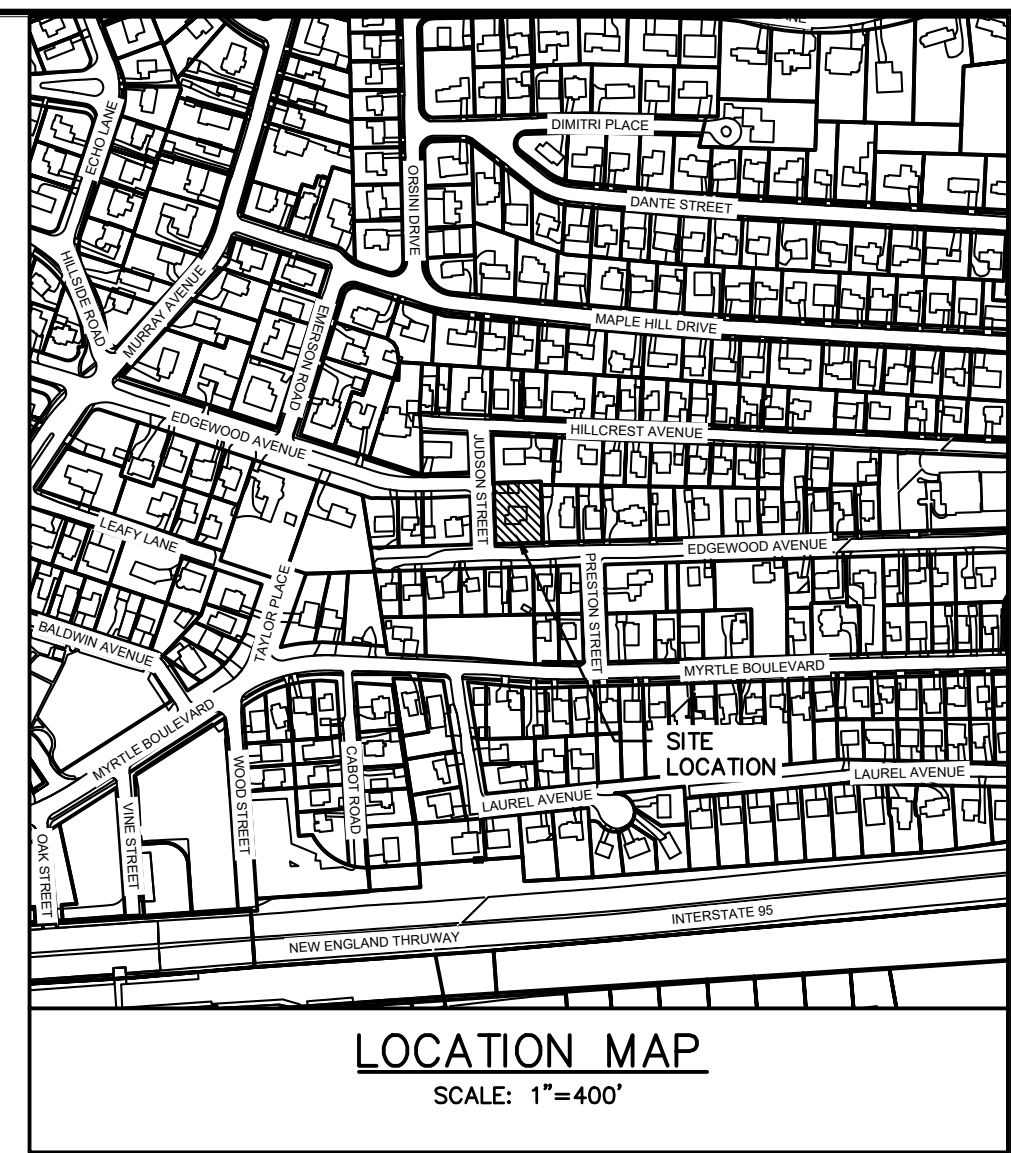 DIMITRI PLACE
ECHO LANE
ORSINI DRIVE
DANTE STREET
HILLSIDE ROAD
MURRAY AVENUE
EMERSON ROAD
MAPLE HILL DRIVE
EDGEWOOD AVENUE
HILLCREST AVENUE
JUDSON STREET
LEAFY LANE
EDGEWOOD AVENUE
TAYLOR PLACE
PRESTON STREET
BALDWIN AVENUE
MYRTLE BOULEVARD
MYRTLE BOULEVARD
SITE
LOCATION
WOOD STREET
CABOT ROAD
LAUREL AVENUE
LAUREL AVENUE
VINE STREET
OAK STREET
INTERSTATE 95
NEW ENGLAND THRUWAY
LOCATION MAP
SCALE: 1"=400'